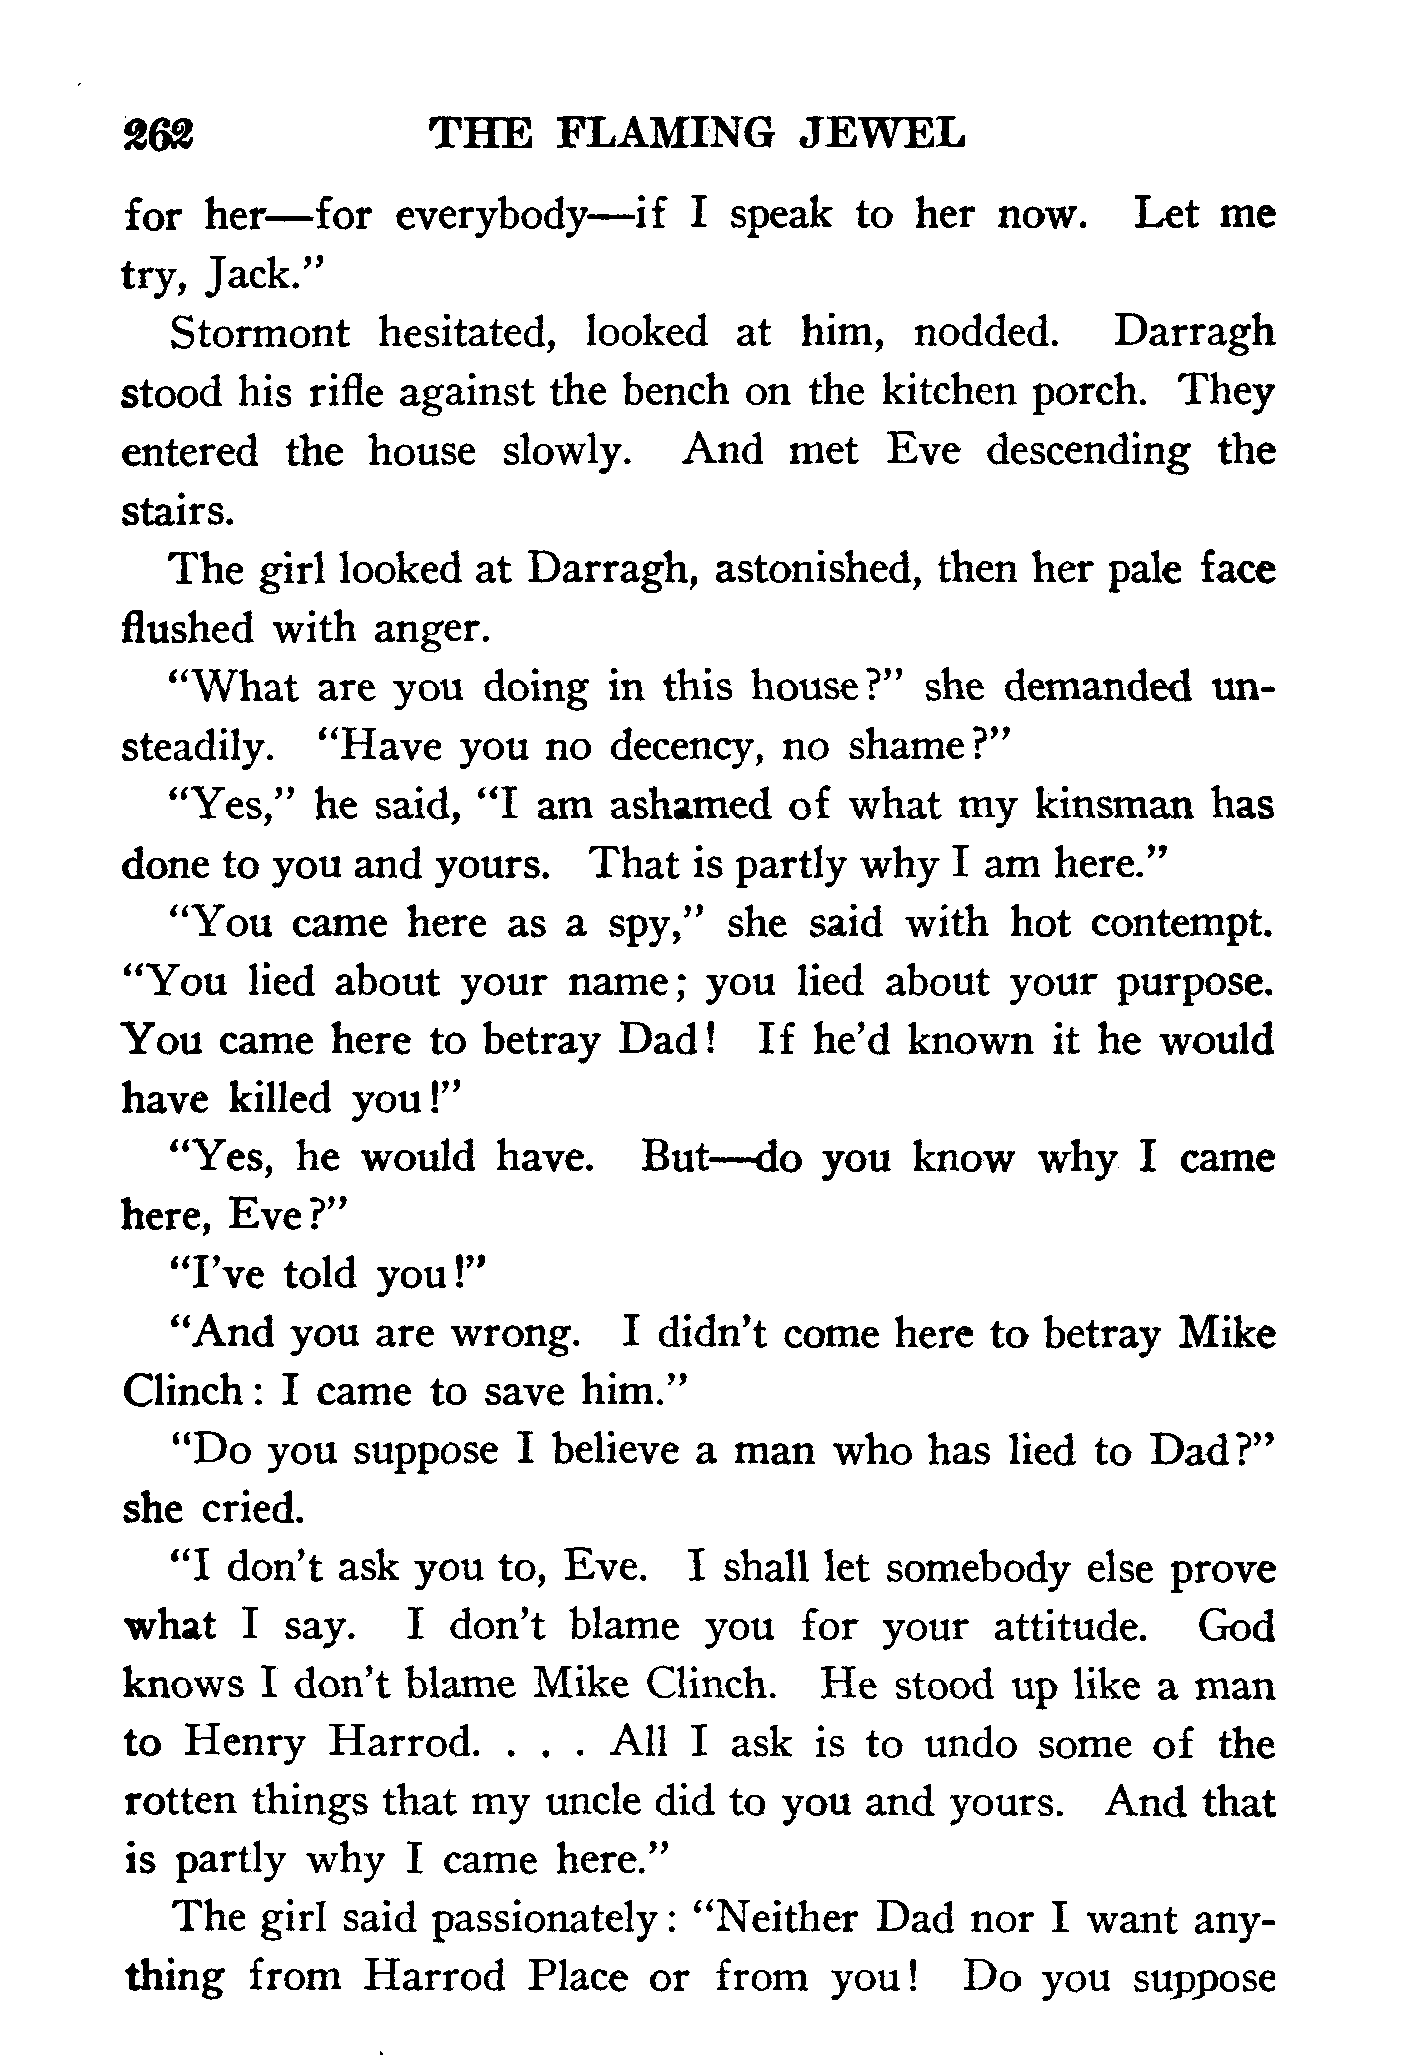 262 THE FLAMING JEWEL
for her—for everybody—if I speak to her now. Let me
try, Jack."
Stormont hesitated, looked at him, nodded. Darragh
stood his rifle against the bench on the kitchen porch. They
entered the house slowly. And met Eve descending the
stairs.
The girl looked at Darragh, astonished, then her pale face
flushed with anger.
"What are you doing in this house?" she demanded un-
steadily. "Have you no decency, no shame?"
"Yes," he said, "I am ashamed of what my kinsman has
done to you and yours. That is partly why I am here."
"You came here as a spy," she said with hot contempt.
"You lied about your name; you lied about your purpose.
You came here to betray Dad! If he'd known it he would
have killed you!"
"Yes, he would have. But—do you know why I came
here, Eve?"
"I've told you!"
"And you are wrong. I didn't come here to betray Mike
Clinch: I came to save him."
"Do you suppose I believe a man who has lied to Dad?"
she cried.
"I don't ask you to, Eve. I shall let somebody else prove
what I say. I don't blame you for your attitude. God
knows I don't blame Mike Clinch. He stood up like a man
to Henry Harrod. . . . All I ask is to undo some of the
rotten things that my uncle did to you and yours. And that
is partly why I came here."
The girl said passionately: "Neither Dad nor I want any-
thing from Harrod Place or from you! Do you suppose